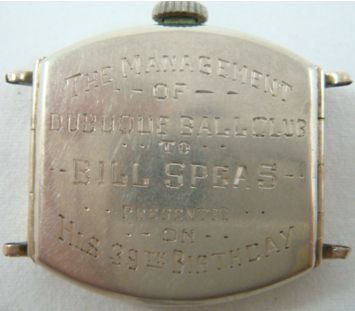 THE MANAGEMENT
- OF - -
DUBUQUE BALL CLUB
·· TO ··
--BILL SPEAS--
·· PRESENTED ··
·· ON ··
HIS 39TH BIRTHDAY